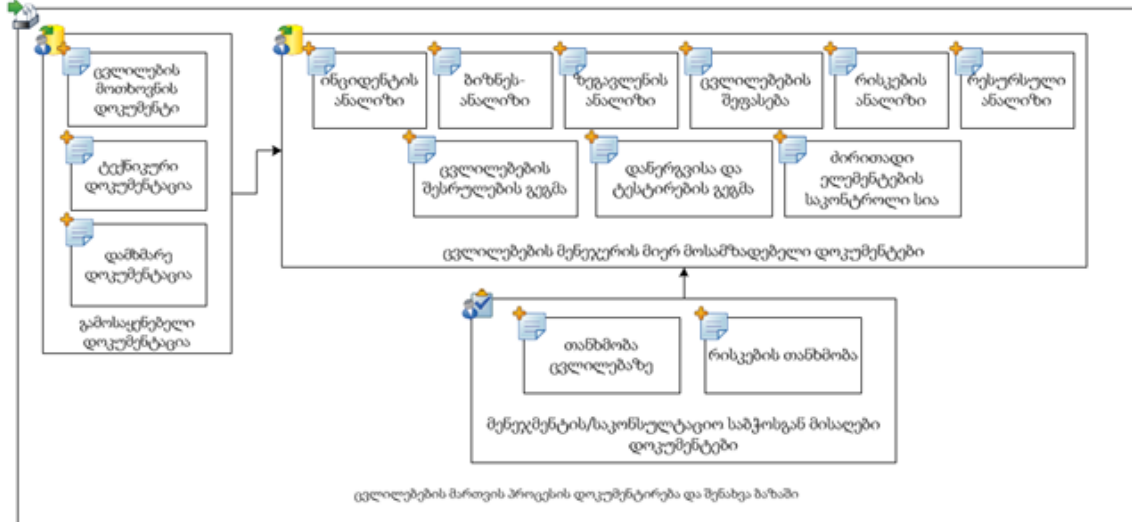 ცვლილების
მოთხოვნის
დოკუმენტი
ტექნიკური
დოკუმენტაცია
დამხმარე
დოკუმენტაცია
გამოსაყენებელი
დოკუმენტაცია
ინციდენტის
ანალიზი
ბიზნეს-
ანალიზი
ზეგავლენის
ანალიზი
ცვლილებების
შეფასება
რისკების
ანალიზი
რესურსული
ანალიზი
ცვლილებების
შესრულების გეგმა
დანერგვისა და
ტესტირების გეგმა
ძირითადი
ელემენტების
საკონტროლი სია
ცვლილებების მენეჯერის მიერ მოსამზადებელი დოკუმენტები
თანხმობა
ცვლილებაზე
რისკების თანხმობა
მენეჯმენტის/საკონსულტაციო საბჭოსგან მისაღები
დოკუმენტები
ცვლილებების მართვის პროცესის დოკუმენტირება და შენახვა ბაზაში